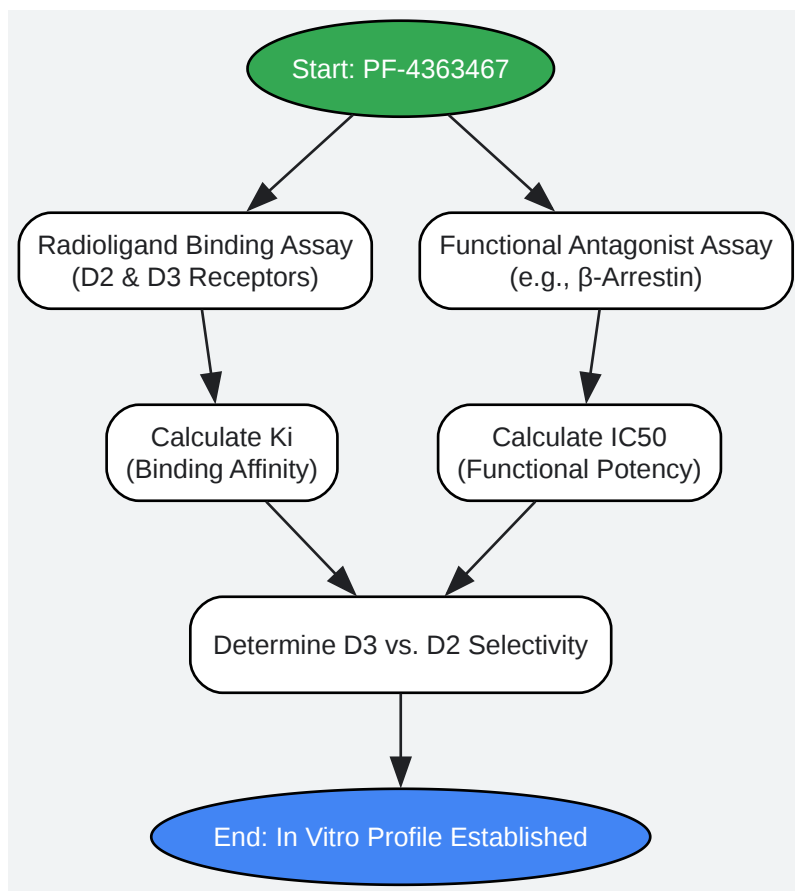 Start: PF-4363467
Radioligand Binding Assay
(D2 & D3 Receptors)
Functional Antagonist Assay
(e.g., β-Arrestin)
Calculate Ki
(Binding Affinity)
Calculate IC50
(Functional Potency)
Determine D3 vs. D2 Selectivity
End: In Vitro Profile Established